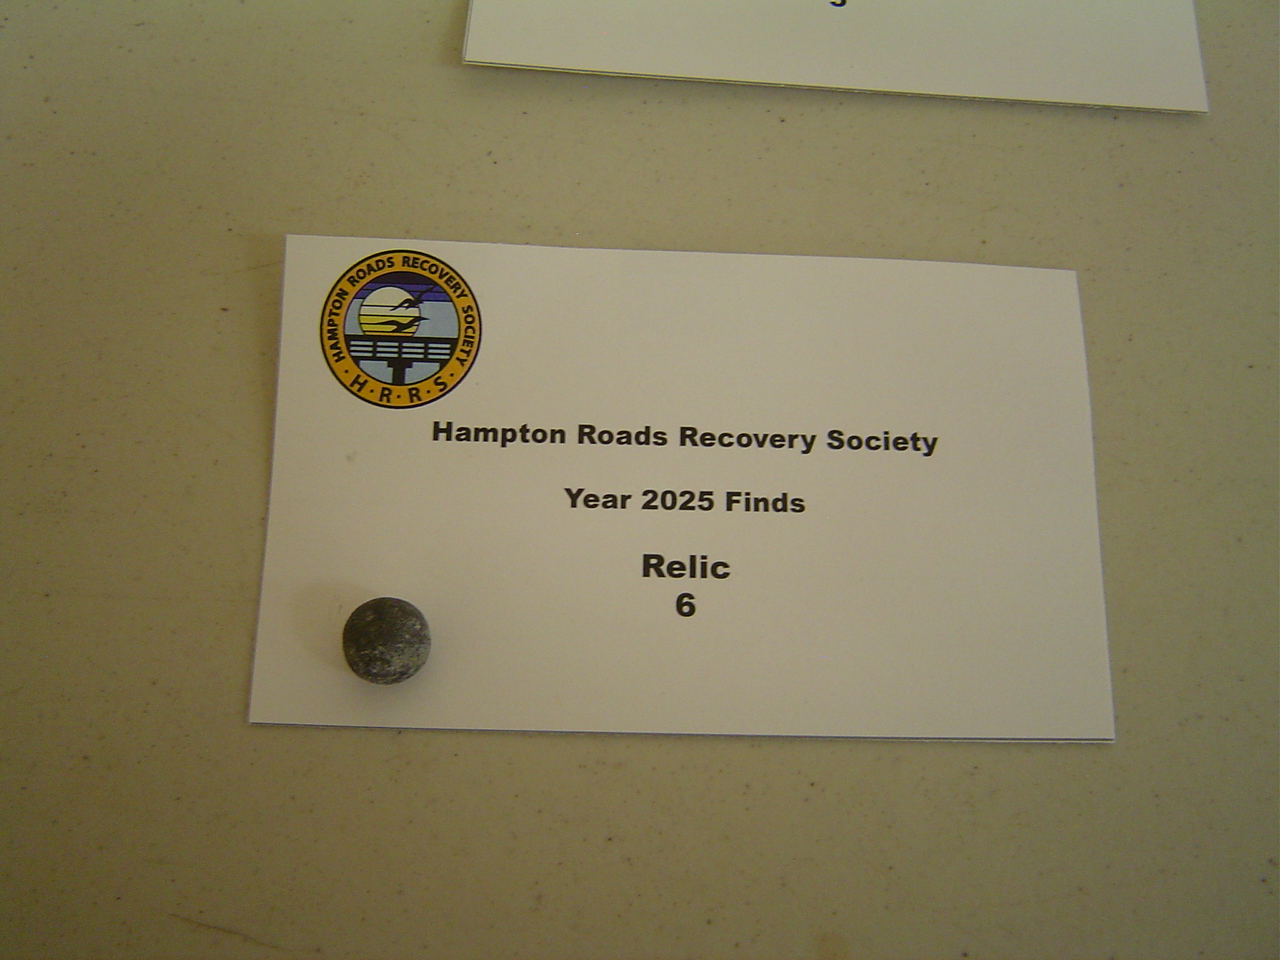 HAMPTON ROADS RECOVERY SOCIETY
· H · R · R · S ·
Hampton Roads Recovery Society
Year 2025 Finds
Relic
6